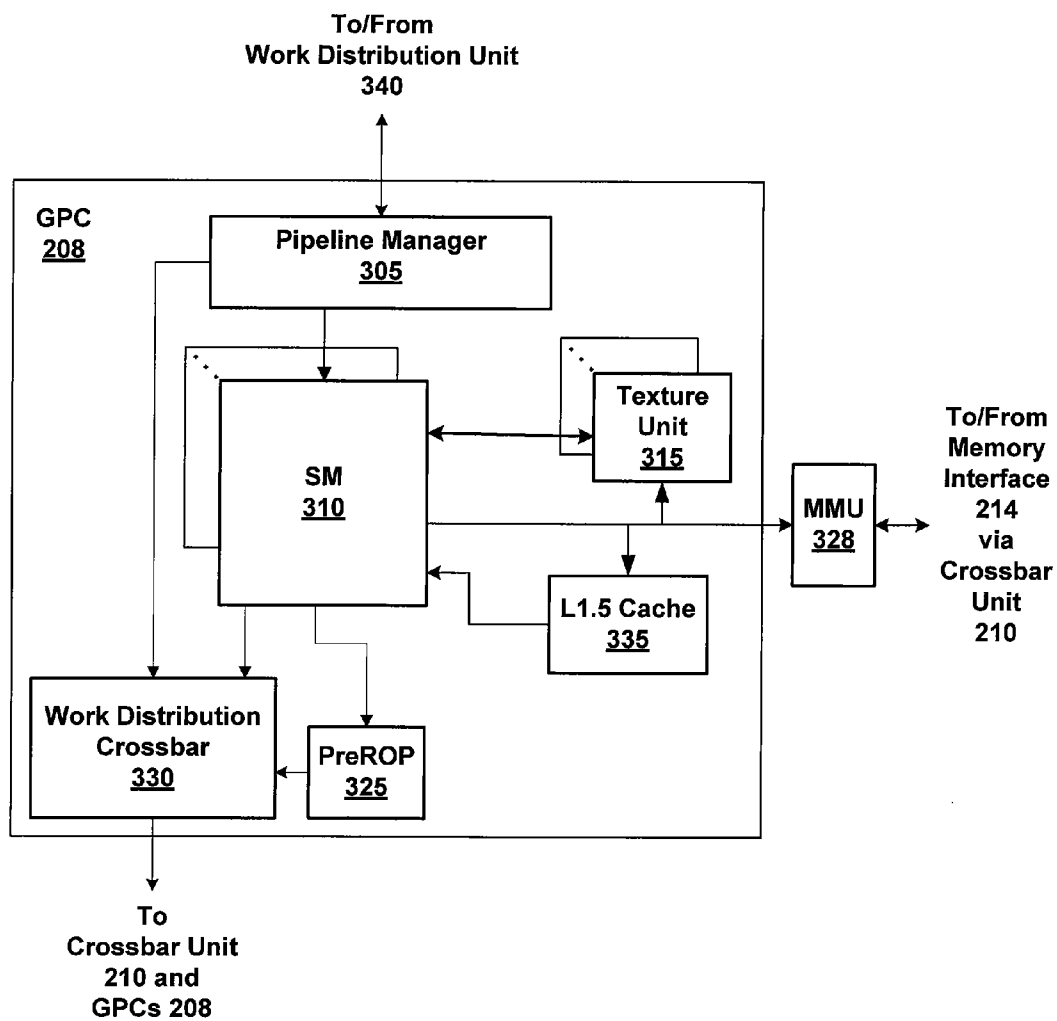 To/From
Work Distribution Unit
340
GPC
208
Pipeline Manager
305
Texture
Unit
315
SM
310
To/From
Memory
Interface
214
via
Crossbar
Unit
210
MMU
328
L1.5 Cache
335
Work Distribution
Crossbar
330
PreROP
325
To
Crossbar Unit
210 and
GPCs 208